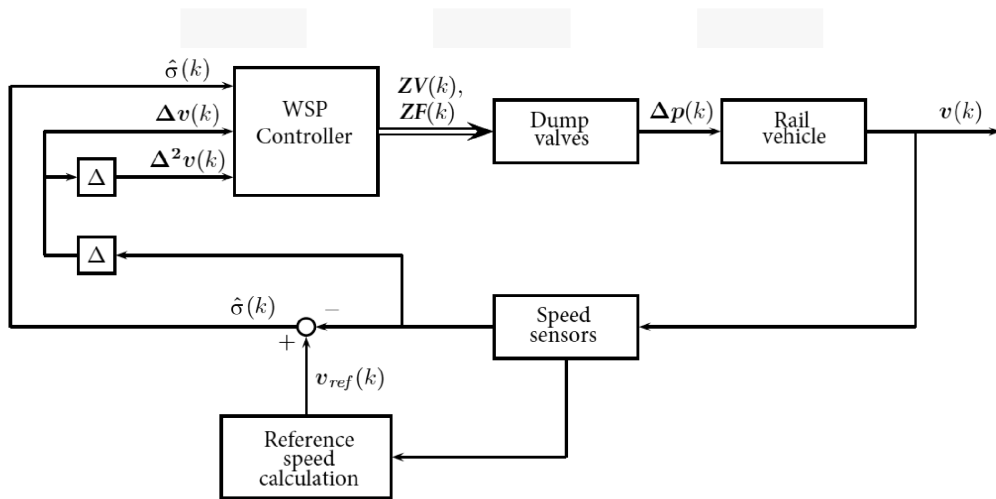 σ̂(k)
Δv(k)
Δ²v(k)
Δ
Δ
WSP
Controller
ZV(k),
ZF(k)
Dump
valves
Δp(k)
Rail
vehicle
v(k)
σ̂(k)
−
+
Speed
sensors
v_ref(k)
Reference
speed
calculation